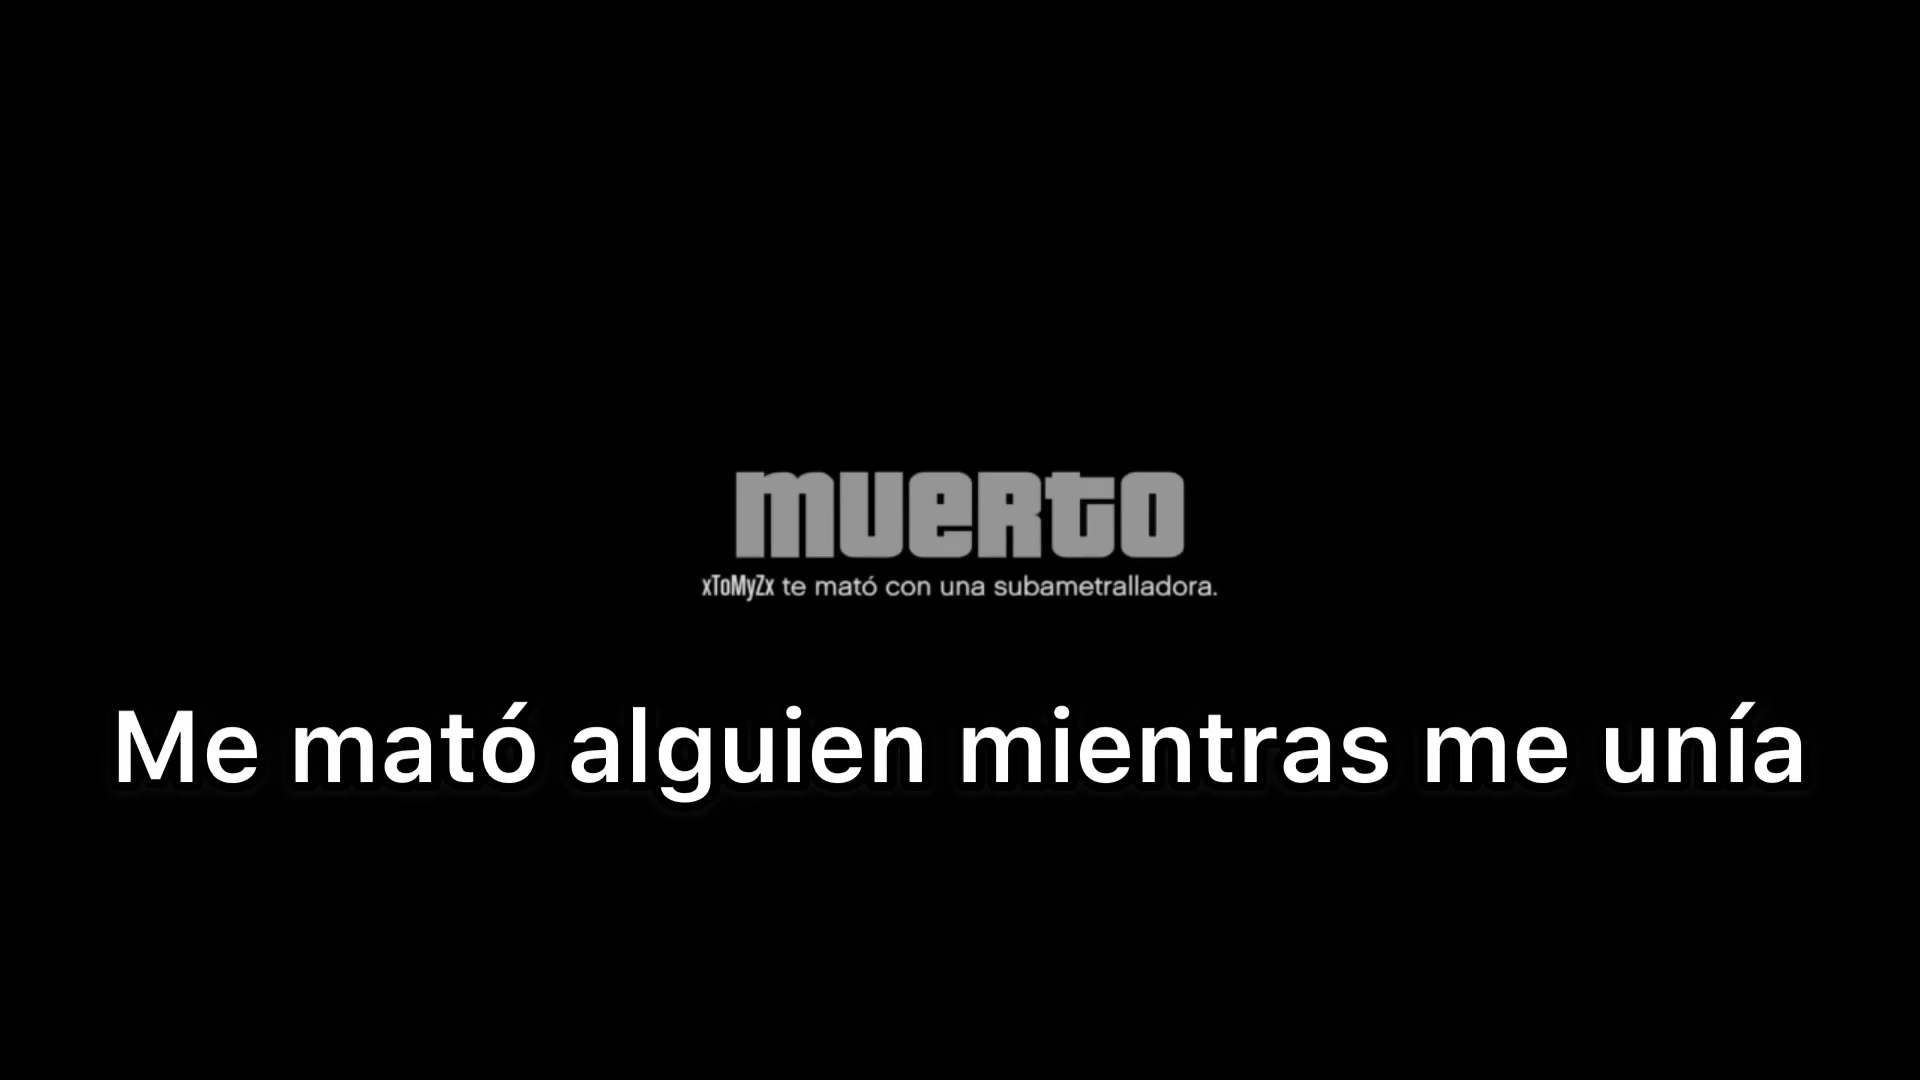 MUERTO
xToMyZx te mató con una subametralladora.
Me mató alguien mientras me unía